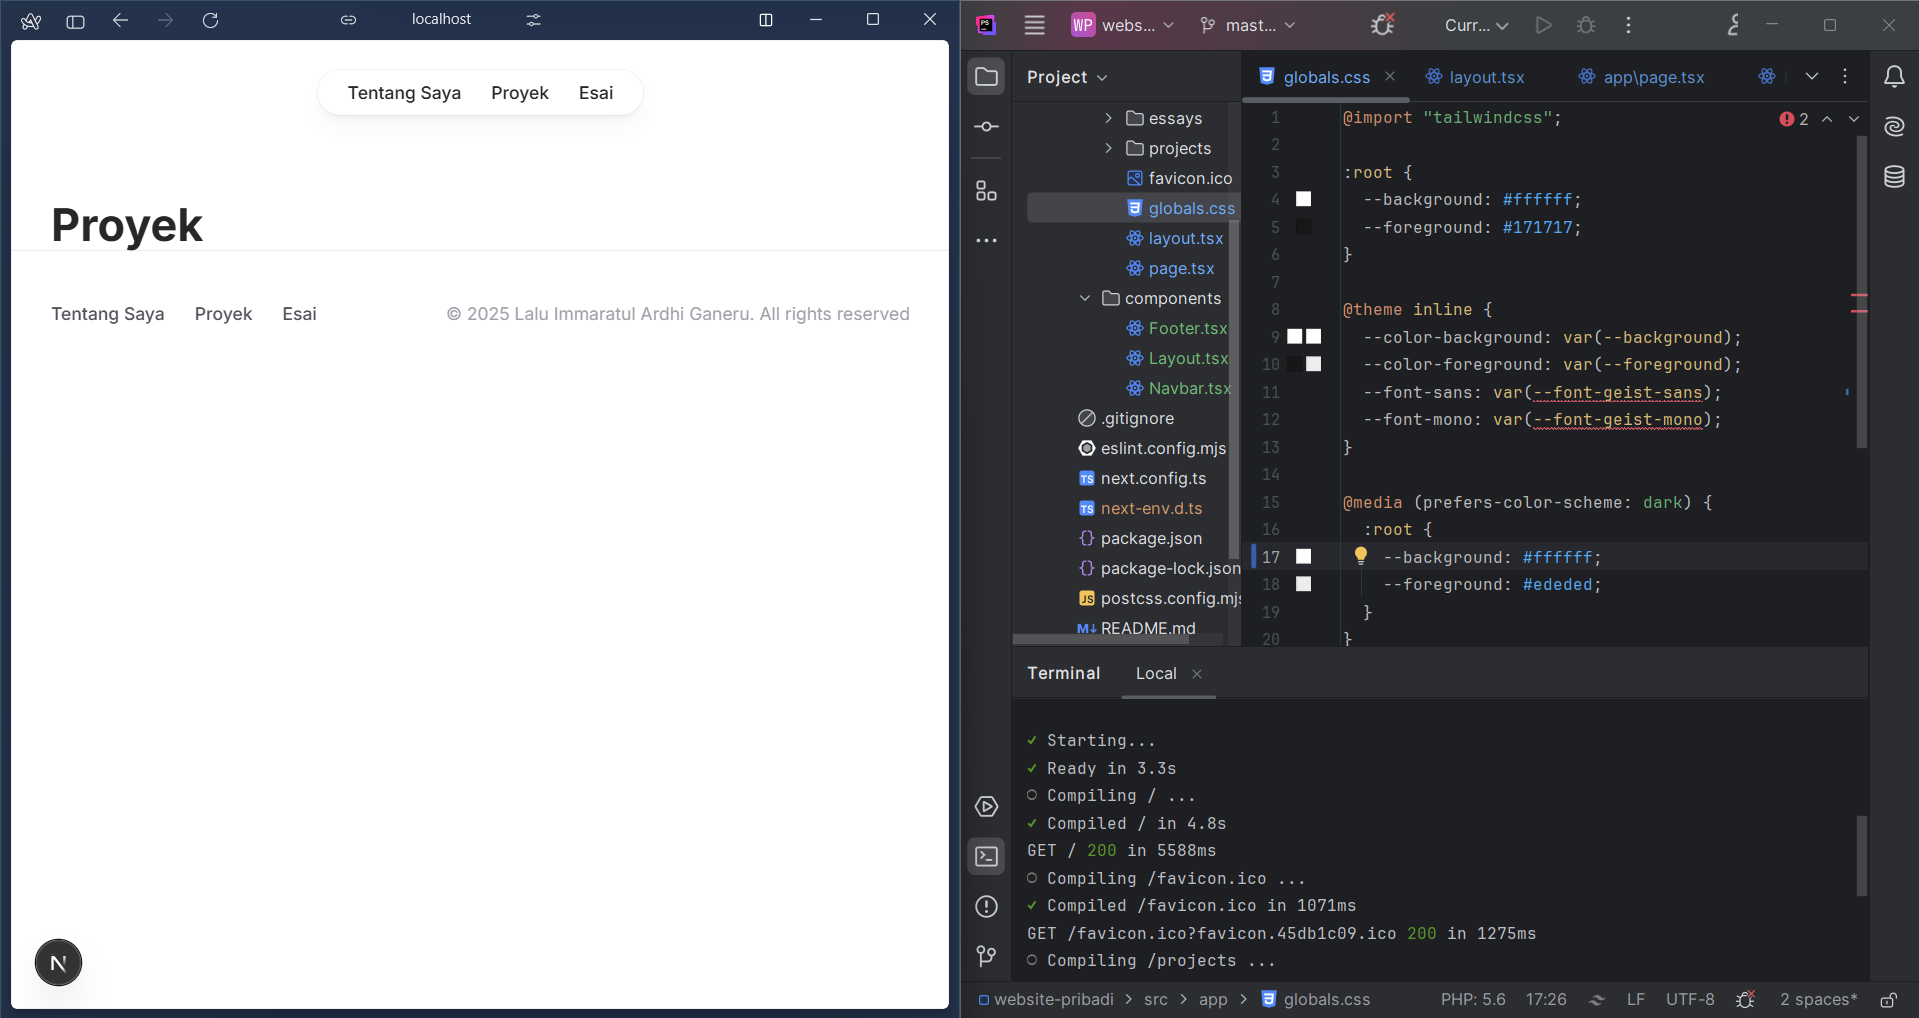 localhost
Tentang Saya Proyek Esai
Proyek
Tentang Saya Proyek Esai © 2025 Lalu Immaratul Ardhi Ganeru. All rights reserved
N
PS
WP webs... mast... Curr...
Project
essays
projects
favicon.ico
globals.css
layout.tsx
page.tsx
components
Footer.tsx
Layout.tsx
Navbar.tsx
.gitignore
eslint.config.mjs
TS next.config.ts
TS next-env.d.ts
{} package.json
{} package-lock.json
JS postcss.config.mjs
M↓ README.md
globals.css layout.tsx app\page.tsx
2
1 @import "tailwindcss";
2
3 :root {
4 --background: #ffffff;
5 --foreground: #171717;
6 }
7
8 @theme inline {
9 --color-background: var(--background);
10 --color-foreground: var(--foreground);
11 --font-sans: var(--font-geist-sans);
12 --font-mono: var(--font-geist-mono);
13 }
14
15 @media (prefers-color-scheme: dark) {
16 :root {
17 --background: #ffffff;
18 --foreground: #ededed;
19 }
20 }
Terminal Local
✓ Starting...
✓ Ready in 3.3s
○ Compiling / ...
✓ Compiled / in 4.8s
GET / 200 in 5588ms
○ Compiling /favicon.ico ...
✓ Compiled /favicon.ico in 1071ms
GET /favicon.ico?favicon.45db1c09.ico 200 in 1275ms
○ Compiling /projects ...
website-pribadi > src > app > globals.css PHP: 5.6 17:26 LF UTF-8 2 spaces*